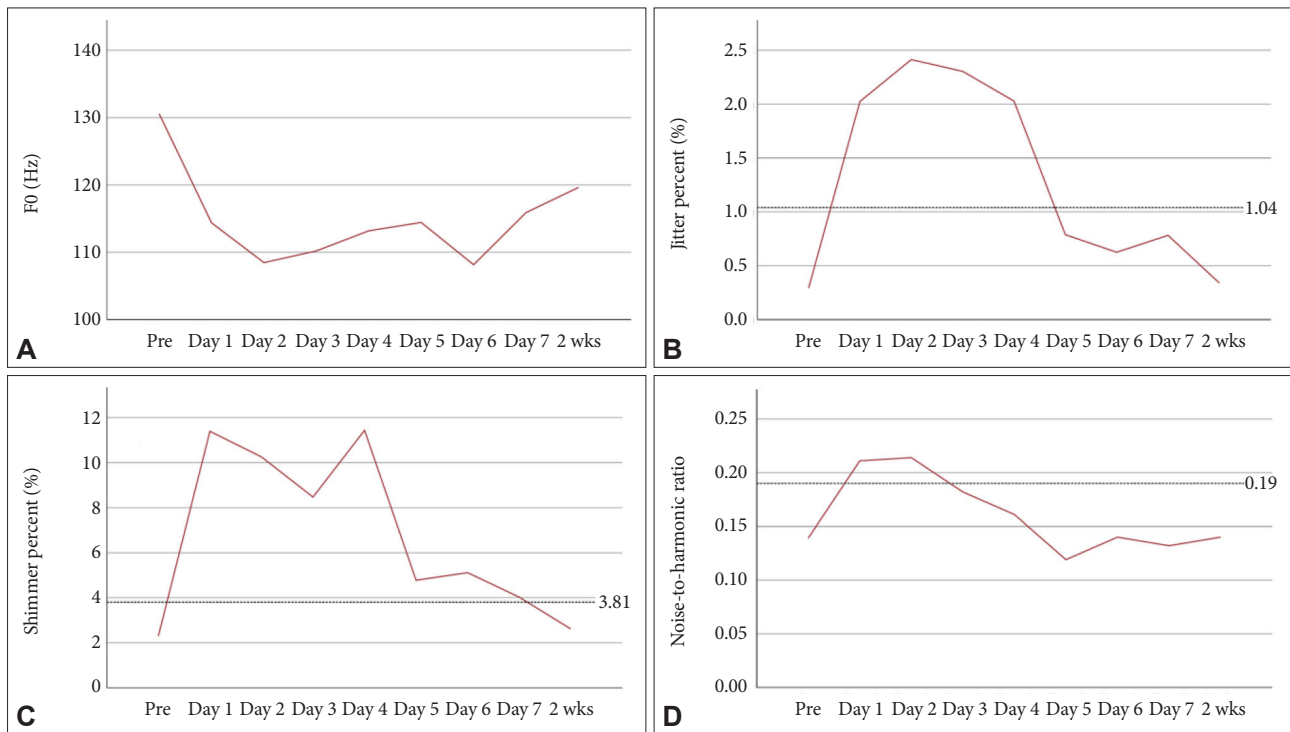 140
130
120
110
100
F0 (Hz)
Pre Day 1 Day 2 Day 3 Day 4 Day 5 Day 6 Day 7 2 wks
A
2.5
2.0
1.5
1.0
0.5
0.0
Jitter percent (%)
1.04
Pre Day 1 Day 2 Day 3 Day 4 Day 5 Day 6 Day 7 2 wks
B
12
10
8
6
4
2
0
Shimmer percent (%)
3.81
Pre Day 1 Day 2 Day 3 Day 4 Day 5 Day 6 Day 7 2 wks
C
0.25
0.20
0.15
0.10
0.05
0.00
Noise-to-harmonic ratio
0.19
Pre Day 1 Day 2 Day 3 Day 4 Day 5 Day 6 Day 7 2 wks
D